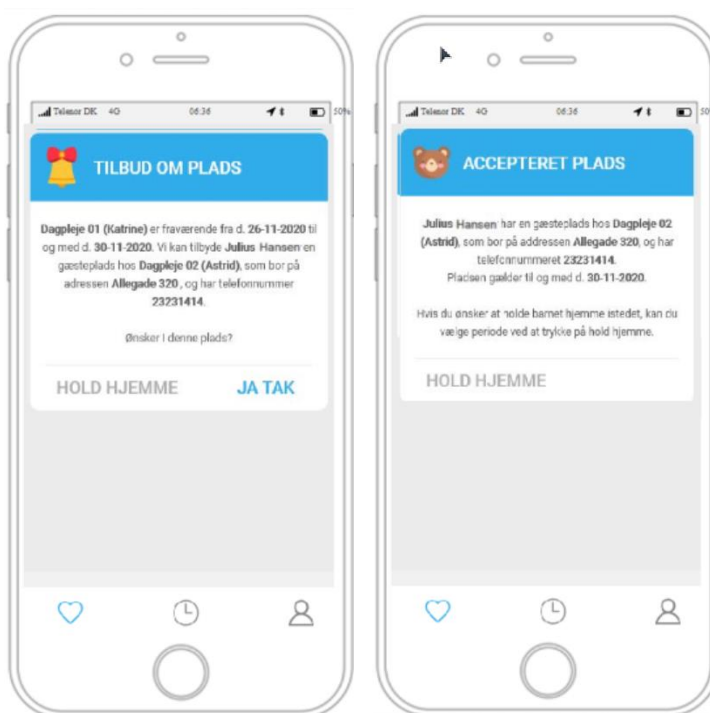 Telenor DK 4G 06:36 50%
TILBUD OM PLADS
Dagpleje 01 (Katrine) er fraværende fra d. 26-11-2020 til
og med d. 30-11-2020. Vi kan tilbyde Julius Hansen en
gæsteplads hos Dagpleje 02 (Astrid), som bor på
adressen Allegade 320, og har telefonnummer
23231414.
Ønsker I denne plads?
HOLD HJEMME JA TAK
Telenor DK 4G 06:36 50
ACCEPTERET PLADS
Julius Hansen har en gæsteplads hos Dagpleje 02
(Astrid), som bor på addressen Allegade 320, og har
telefonnummeret 23231414.
Pladsen gælder til og med d. 30-11-2020.
Hvis du ønsker at holde barnet hjemme istedet, kan du
vælge periode ved at trykke på hold hjemme.
HOLD HJEMME